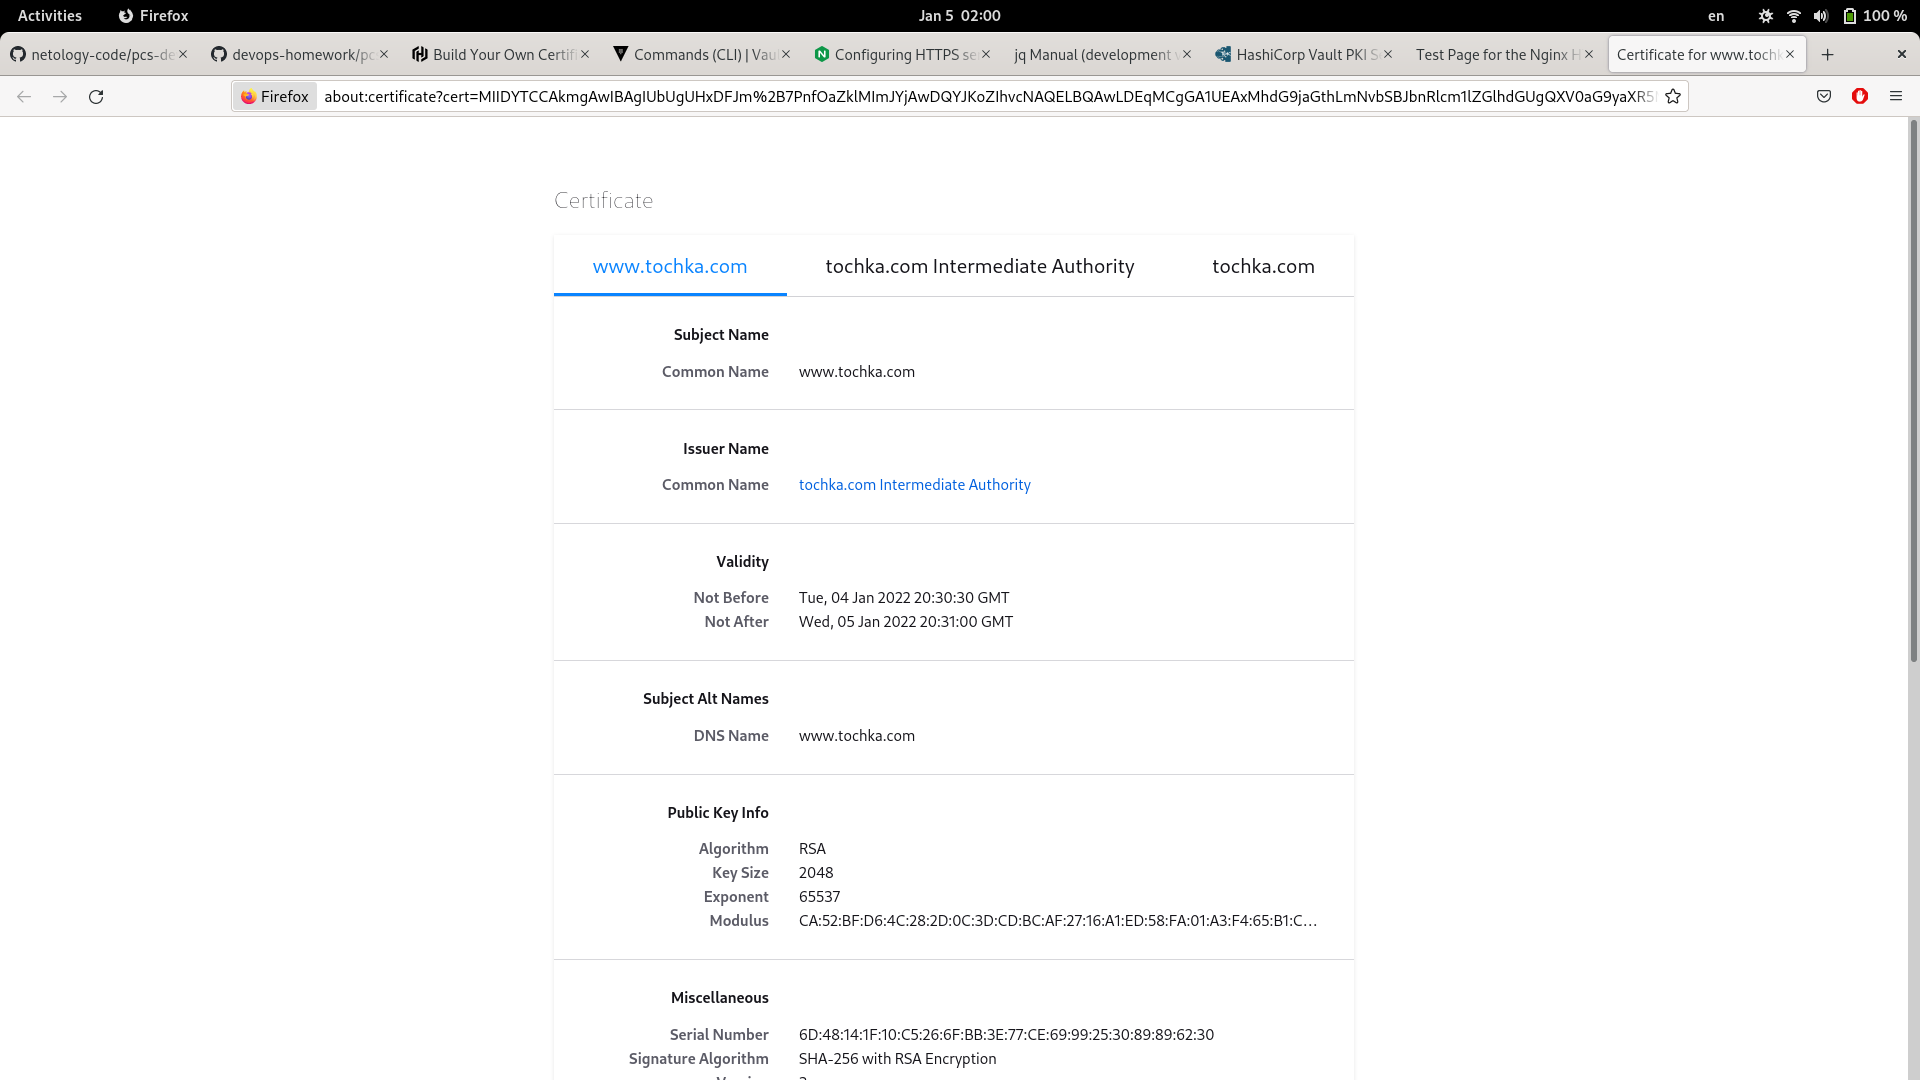 Activities Firefox Jan 5 02:00 en 100 %
netology-code/pcs-de devops-homework/pc Build Your Own Certifi Commands (CLI) | Vau Configuring HTTPS se jq Manual (development HashiCorp Vault PKI Se Test Page for the Nginx H Certificate for www.tochk
Firefox about:certificate?cert=MIIDYTCCAkmgAwIBAgIUbUgUHxDFJm%2B7PnfOaZklMImJYjAwDQYJKoZIhvcNAQELBQAwLDEqMCgGA1UEAxMhdG9jaGthLmNvbSBJbnRlcm1lZGlhdGUgQXV0aG9yaXR5
Certificate
www.tochka.com tochka.com Intermediate Authority tochka.com
Subject Name
Common Name www.tochka.com
Issuer Name
Common Name tochka.com Intermediate Authority
Validity
Not Before Tue, 04 Jan 2022 20:30:30 GMT
Not After Wed, 05 Jan 2022 20:31:00 GMT
Subject Alt Names
DNS Name www.tochka.com
Public Key Info
Algorithm RSA
Key Size 2048
Exponent 65537
Modulus CA:52:BF:D6:4C:28:2D:0C:3D:CD:BC:AF:27:16:A1:ED:58:FA:01:A3:F4:65:B1:C…
Miscellaneous
Serial Number 6D:48:14:1F:10:C5:26:6F:BB:3E:77:CE:69:99:25:30:89:89:62:30
Signature Algorithm SHA-256 with RSA Encryption